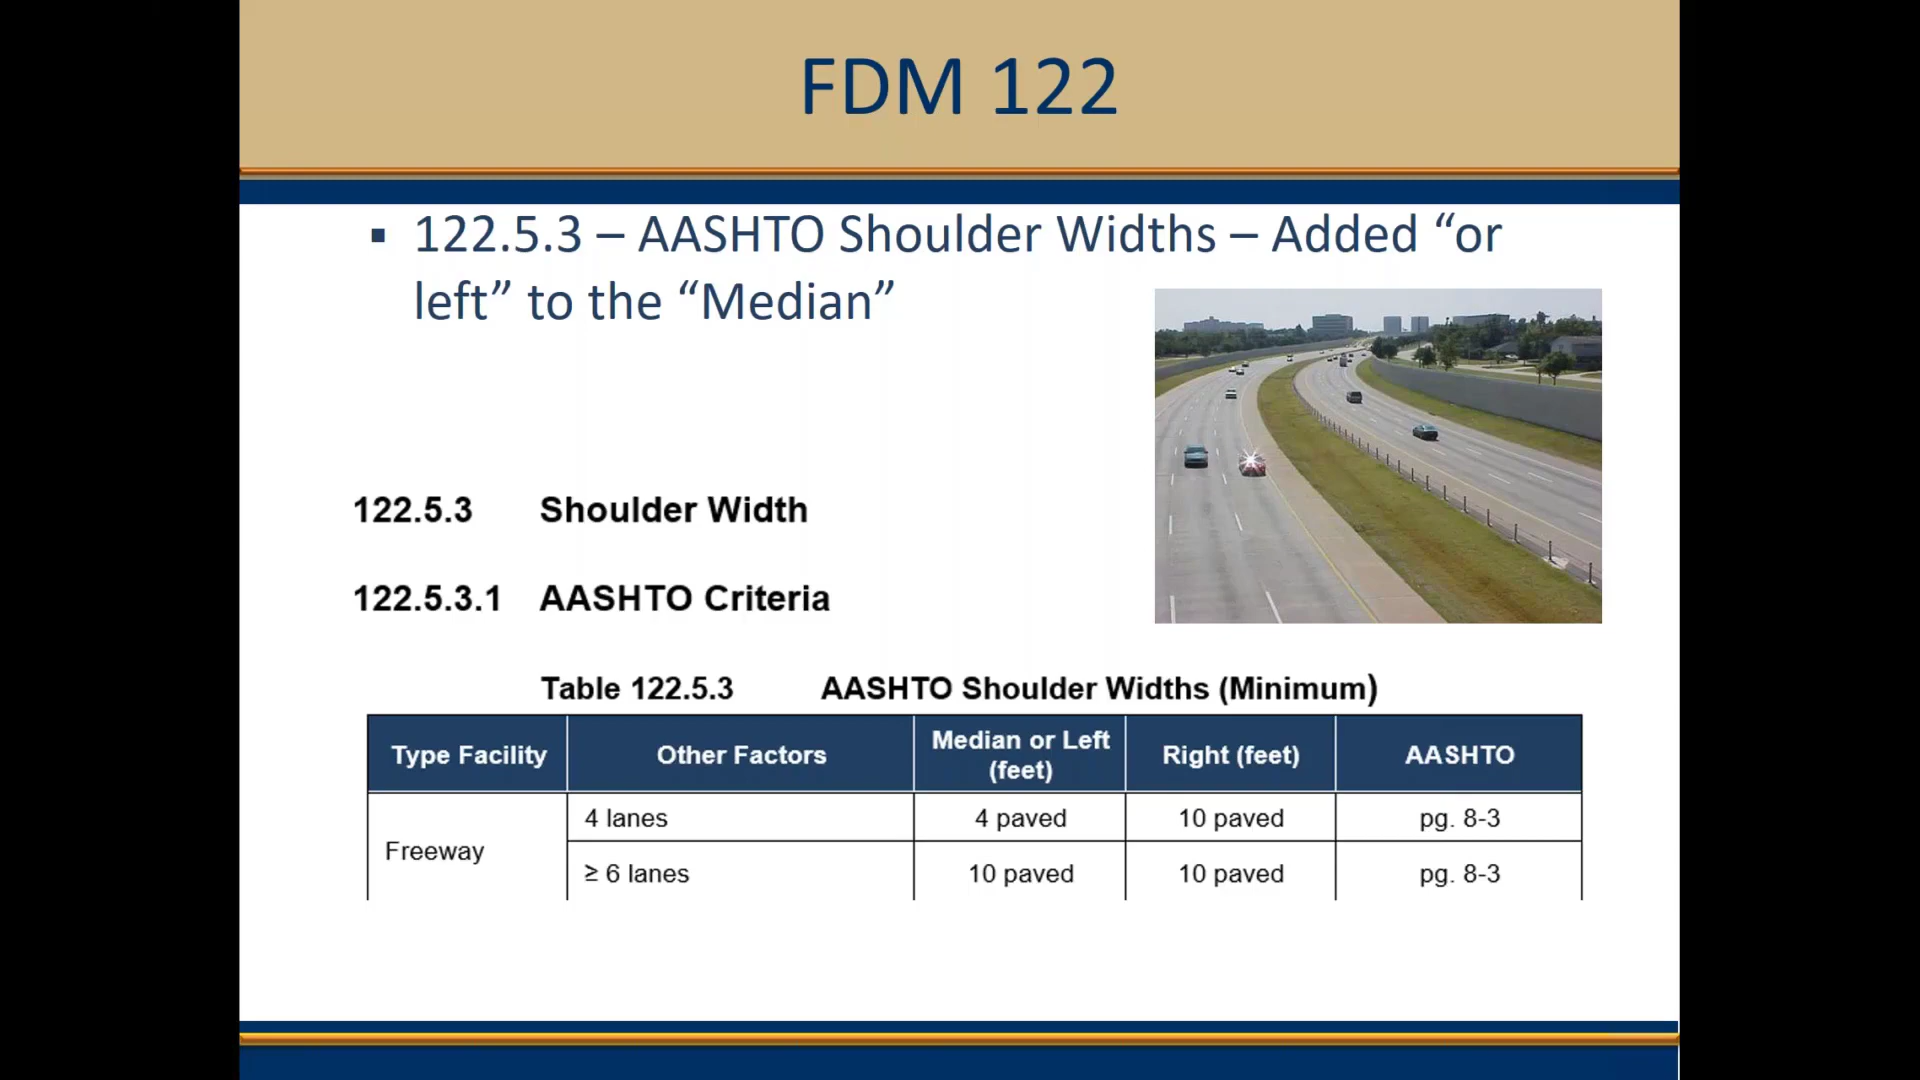 FDM 122
▪ 122.5.3 – AASHTO Shoulder Widths – Added “or
left” to the “Median”
122.5.3 Shoulder Width
122.5.3.1 AASHTO Criteria
Table 122.5.3 AASHTO Shoulder Widths (Minimum)
Type Facility Other Factors Median or Left (feet) Right (feet) AASHTO
Freeway 4 lanes 4 paved 10 paved pg. 8-3
≥ 6 lanes 10 paved 10 paved pg. 8-3